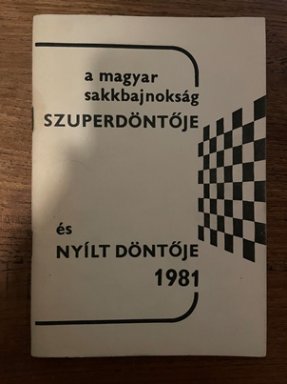 a magyar
sakkbajnokság
SZUPERDÖNTŐJE
és
NYÍLT DÖNTŐJE
1981